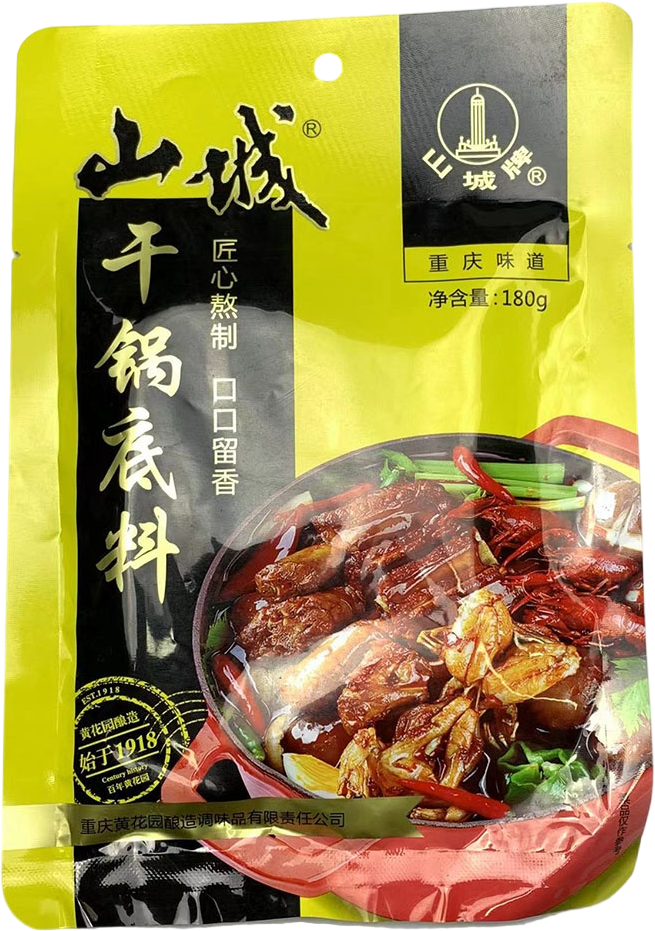 山城®
山城牌®
重庆味道
净含量:180g
干锅底料
匠心熬制 口口留香
EST.1918
黄花园酿造
始于1918
Century history
百年黄花园
重庆黄花园酿造调味品有限责任公司